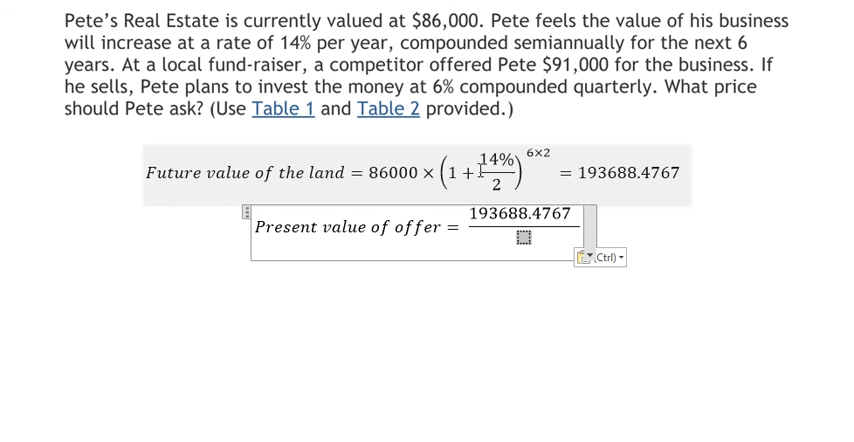 Pete’s Real Estate is currently valued at $86,000. Pete feels the value of his business
will increase at a rate of 14% per year, compounded semiannually for the next 6
years. At a local fund-raiser, a competitor offered Pete $91,000 for the business. If
he sells, Pete plans to invest the money at 6% compounded quarterly. What price
should Pete ask? (Use Table 1 and Table 2 provided.)
Future value of the land = 86000 × (1 + 14%/2)^6×2 = 193688.4767
Present value of offer = 193688.4767
(Ctrl)